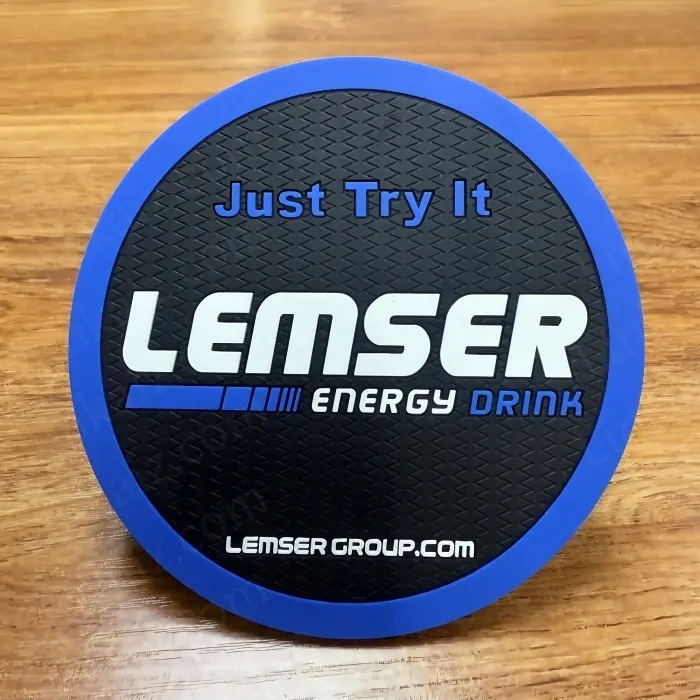 Just Try It
LEMSER
ENERGY DRINK
LEMSER GROUP.COM